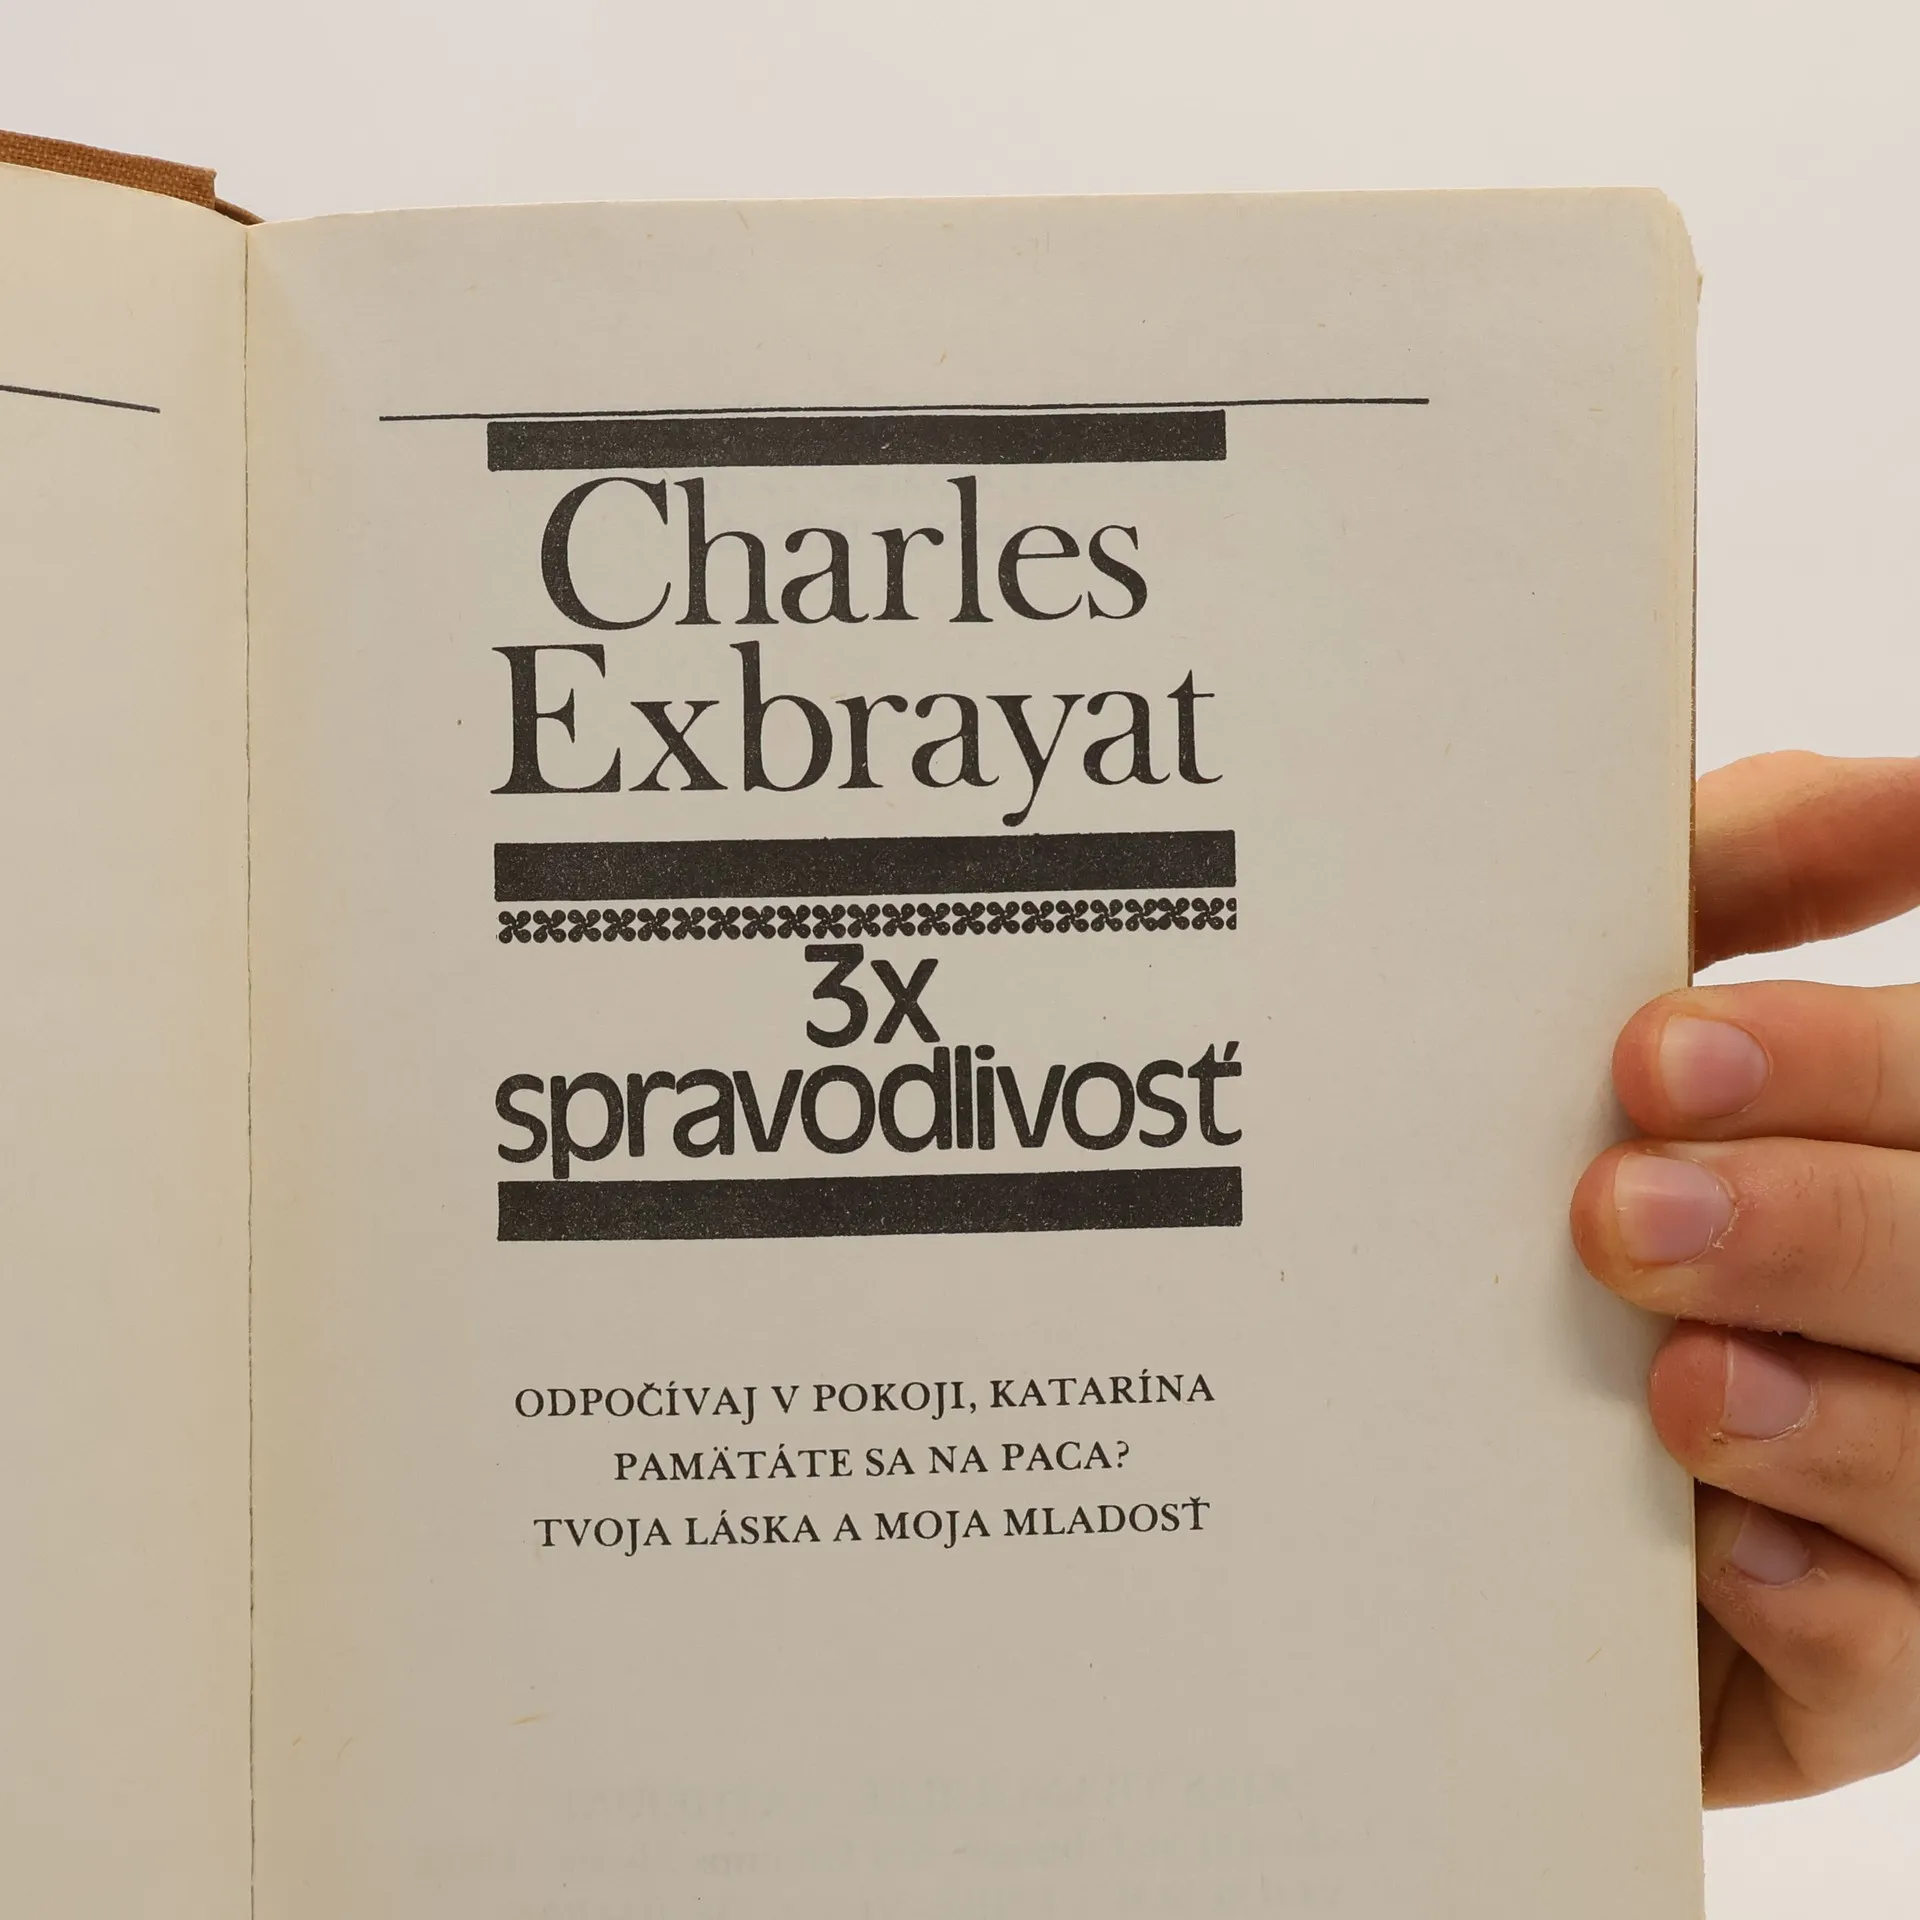 Charles
Exbrayat
3x
spravodlivosť
ODPOČÍVAJ V POKOJI, KATARÍNA
PAMÄTÁTE SA NA PACA?
TVOJA LÁSKA A MOJA MLADOSŤ